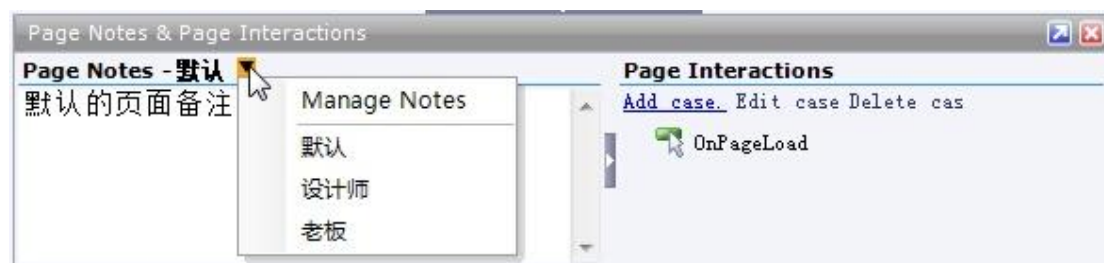 Page Notes & Page Interactions
Page Notes - 默认
默认的页面备注
Manage Notes
默认
设计师
老板
Page Interactions
Add case. Edit case Delete cas
OnPageLoad